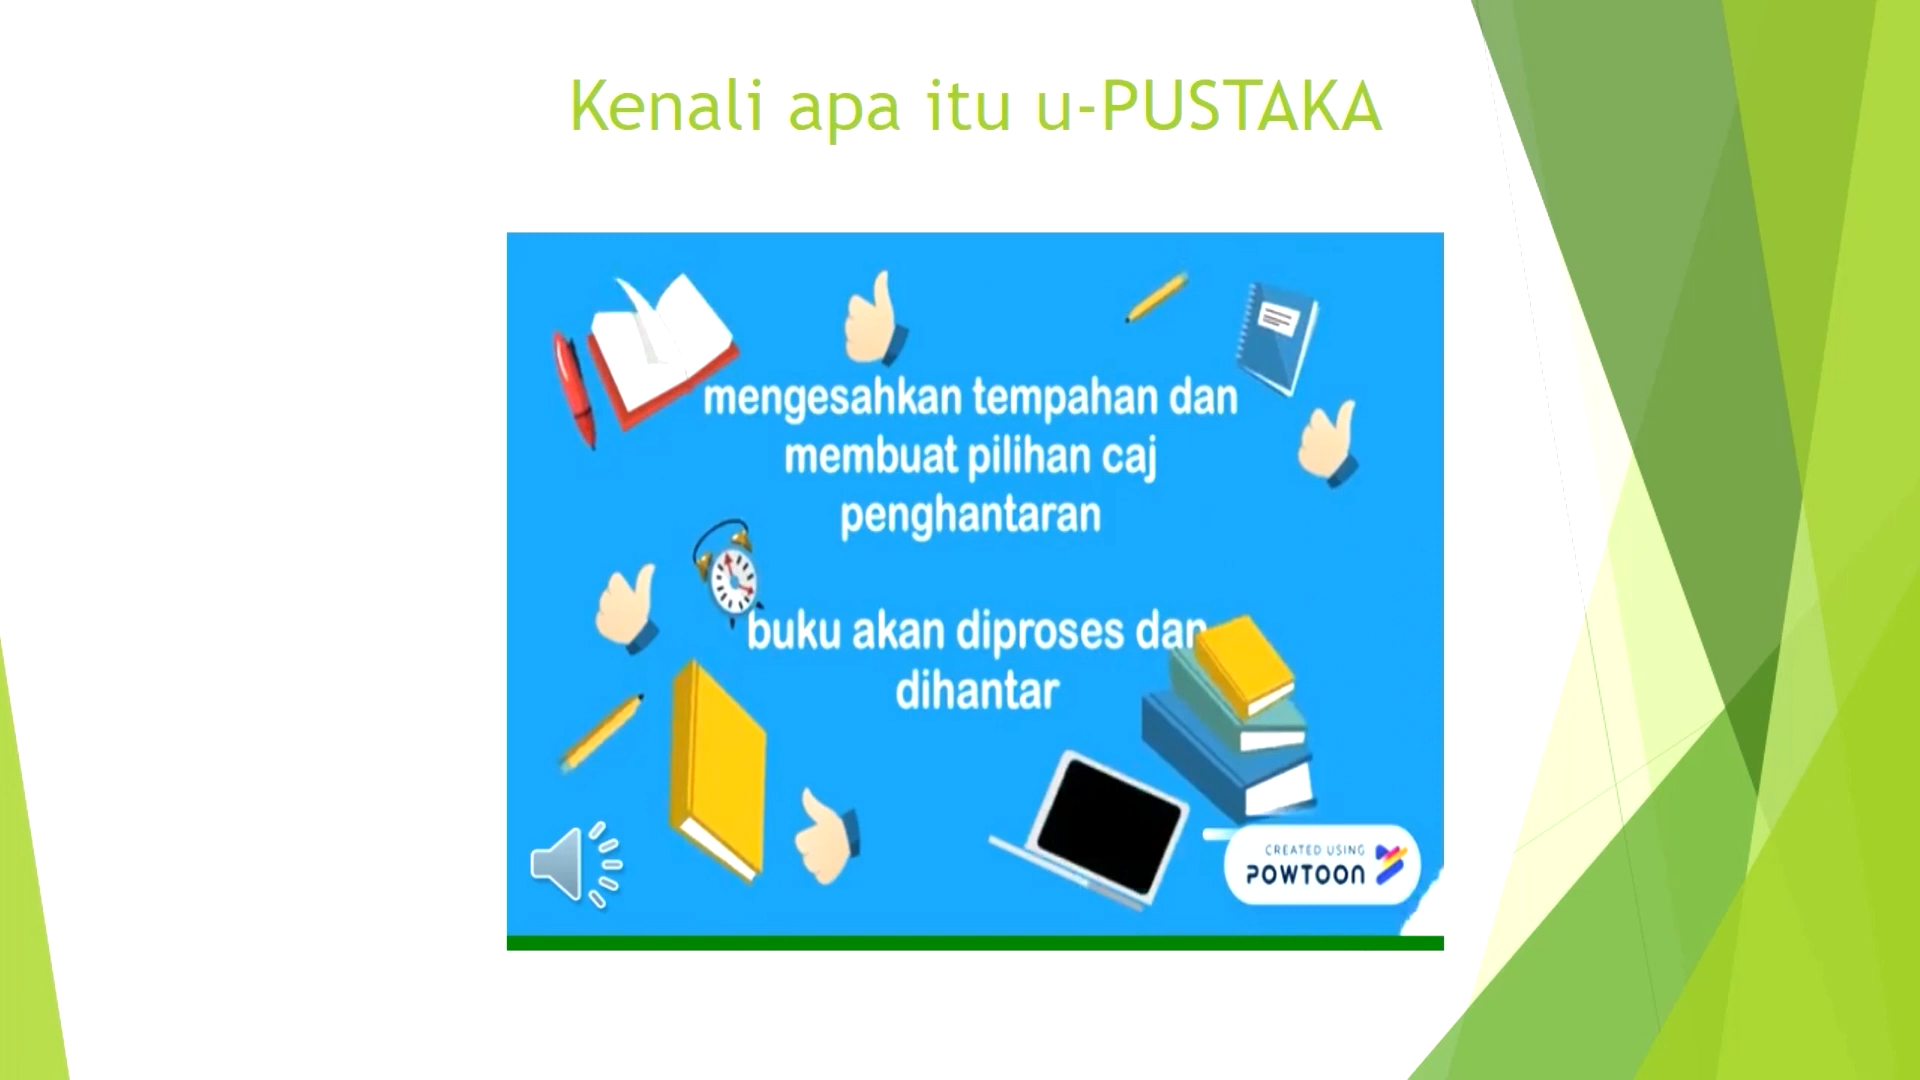 Kenali apa itu u-PUSTAKA
mengesahkan tempahan dan
membuat pilihan caj
penghantaran
buku akan diproses dan
dihantar
CREATED USING
POWTOON